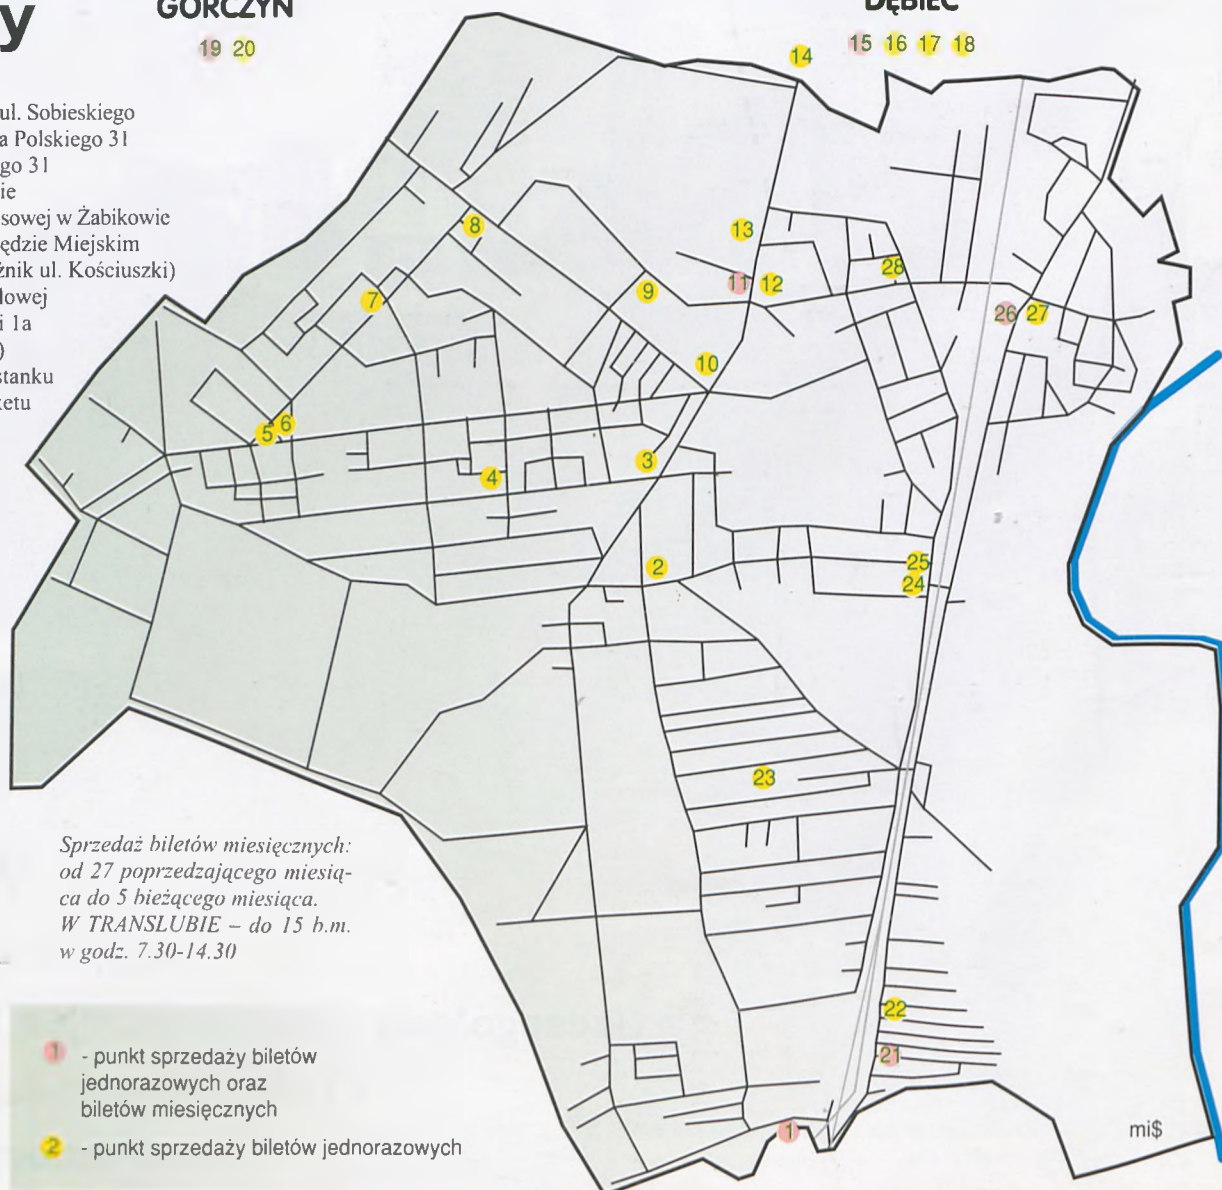 y
GÓRCZYN
19 20
DĘBIEC
15 16 17 18
14
ul. Sobieskiego
a Polskiego 31
go 31
ie
sowej w Żabikowie
ędzie Miejskim
źnik ul. Kościuszki)
lowej
i 1a
)
stanku
ketu
8
13
28
7
9
11 12
26 27
10
5 6
3
4
2
25
24
23
22
21
1
Sprzedaż biletów miesięcznych:
od 27 poprzedzającego miesią-
ca do 5 bieżącego miesiąca.
W TRANSLUBIE – do 15 b.m.
w godz. 7.30-14.30
1 - punkt sprzedaży biletów
jednorazowych oraz
biletów miesięcznych
2 - punkt sprzedaży biletów jednorazowych
mi$